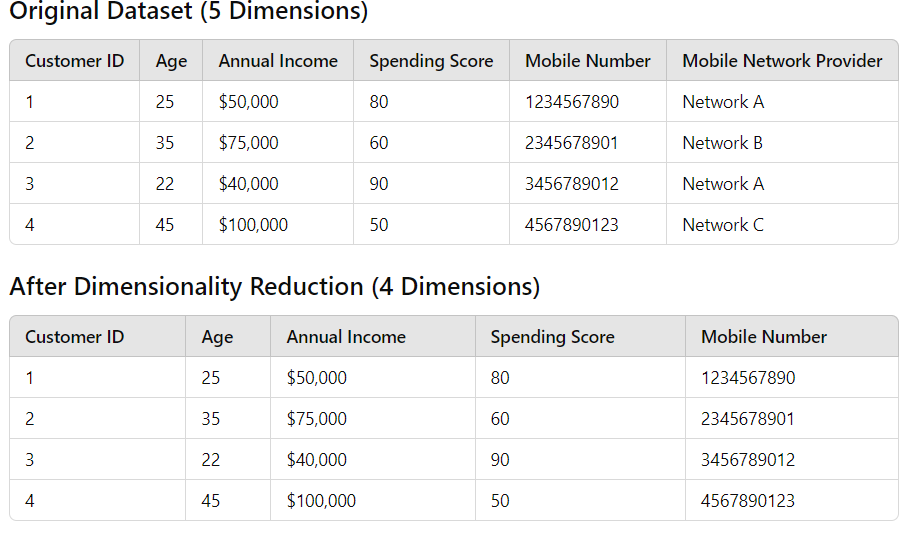 Original Dataset (5 Dimensions)
Customer ID Age Annual Income Spending Score Mobile Number Mobile Network Provider
1 25 $50,000 80 1234567890 Network A
2 35 $75,000 60 2345678901 Network B
3 22 $40,000 90 3456789012 Network A
4 45 $100,000 50 4567890123 Network C
After Dimensionality Reduction (4 Dimensions)
Customer ID Age Annual Income Spending Score Mobile Number
1 25 $50,000 80 1234567890
2 35 $75,000 60 2345678901
3 22 $40,000 90 3456789012
4 45 $100,000 50 4567890123